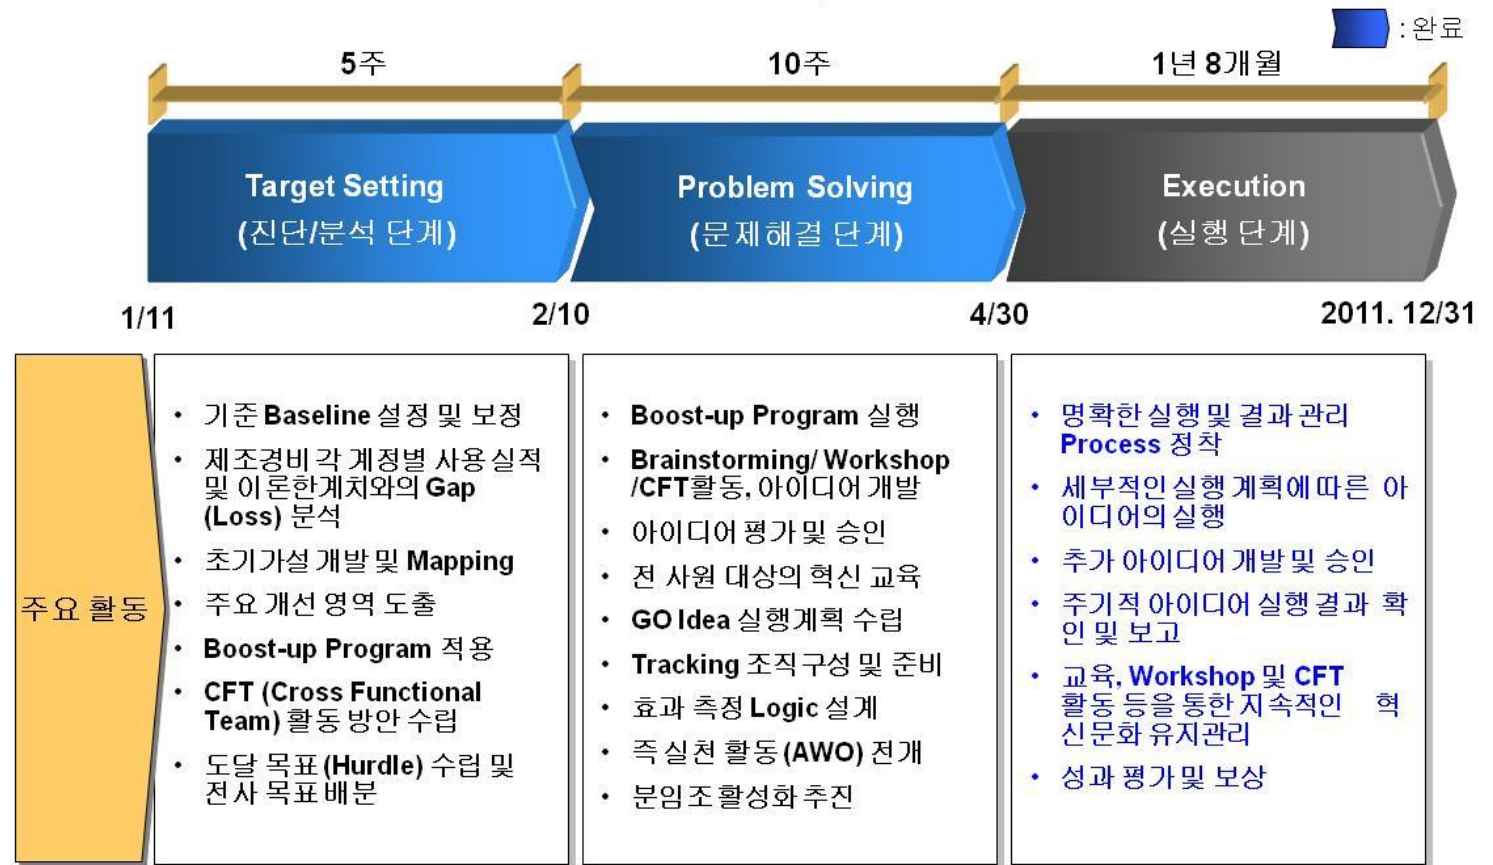 : 완료
5주
10주
1년 8개월
Target Setting
(진단/분석 단계)
Problem Solving
(문제해결 단계)
Execution
(실행 단계)
1/11
2/10
4/30
2011. 12/31
주요 활동
• 기준 Baseline 설정 및 보정
• 제조경비 각 계정별 사용 실적
및 이론한계치와의 Gap
(Loss) 분석
• 초기가설 개발 및 Mapping
• 주요 개선 영역 도출
• Boost-up Program 적용
• CFT (Cross Functional
Team) 활동 방안 수립
• 도달 목표 (Hurdle) 수립 및
전사 목표 배분
• Boost-up Program 실행
• Brainstorming/ Workshop
/CFT활동, 아이디어 개발
• 아이디어 평가 및 승인
• 전 사원 대상의 혁신 교육
• GO Idea 실행계획 수립
• Tracking 조직구성 및 준비
• 효과 측정 Logic 설계
• 즉실천 활동 (AWO) 전개
• 분임조 활성화 추진
• 명확한 실행 및 결과 관리
Process 정착
• 세부적인 실행 계획에 따른 아
이디어의 실행
• 추가 아이디어 개발 및 승인
• 주기적 아이디어 실행 결과 확
인 및 보고
• 교육, Workshop 및 CFT
활동 등을 통한 지속적인 혁
신문화 유지관리
• 성과 평가 및 보상